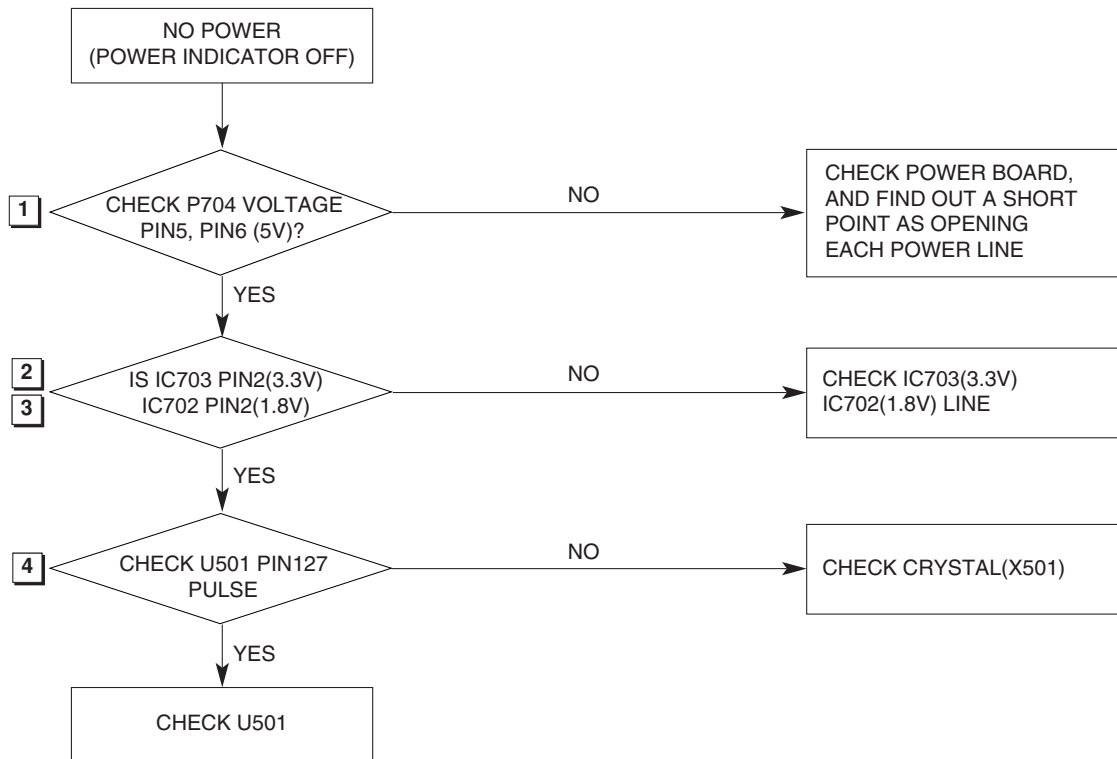 NO POWER
(POWER INDICATOR OFF)
1
CHECK P704 VOLTAGE
PIN5, PIN6 (5V)?
NO
CHECK POWER BOARD,
AND FIND OUT A SHORT
POINT AS OPENING
EACH POWER LINE
YES
2
3
IS IC703 PIN2(3.3V)
IC702 PIN2(1.8V)
NO
CHECK IC703(3.3V)
IC702(1.8V) LINE
YES
4
CHECK U501 PIN127
PULSE
NO
CHECK CRYSTAL(X501)
YES
CHECK U501